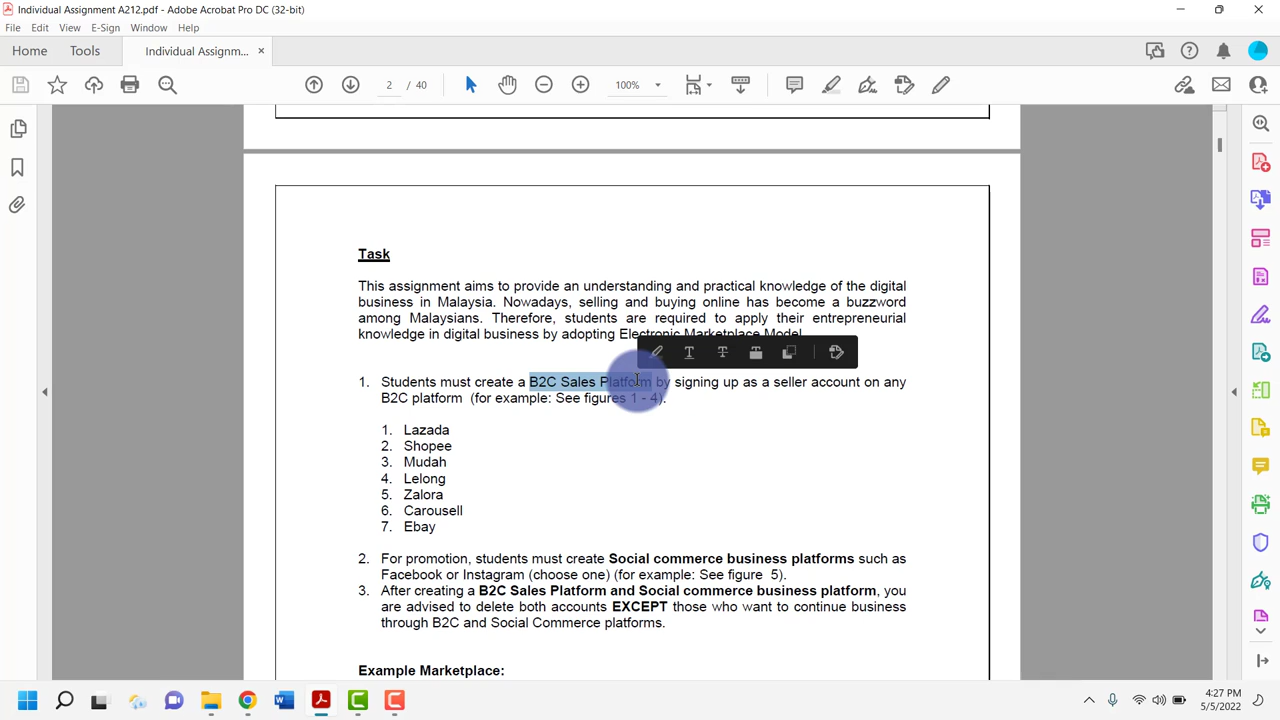 Individual Assignment A212.pdf - Adobe Acrobat Pro DC (32-bit)
File Edit View E-Sign Window Help
Home Tools Individual Assignm... ×
2 / 40 100%
Task
This assignment aims to provide an understanding and practical knowledge of the digital
business in Malaysia. Nowadays, selling and buying online has become a buzzword
among Malaysians. Therefore, students are required to apply their entrepreneurial
knowledge in digital business by adopting Electronic Marketplace Model.
1. Students must create a B2C Sales Platform by signing up as a seller account on any
B2C platform (for example: See figures 1 - 4).
1. Lazada
2. Shopee
3. Mudah
4. Lelong
5. Zalora
6. Carousell
7. Ebay
2. For promotion, students must create Social commerce business platforms such as
Facebook or Instagram (choose one) (for example: See figure 5).
3. After creating a B2C Sales Platform and Social commerce business platform, you
are advised to delete both accounts EXCEPT those who want to continue business
through B2C and Social Commerce platforms.
Example Marketplace:
4:27 PM
5/5/2022